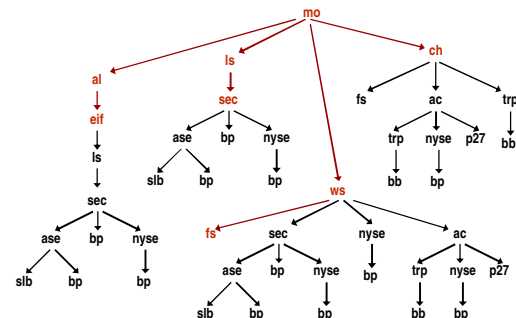 mo
ls ch
al
sec fs ac trp
eif
ase bp nyse trp nyse p27 bb
ls
slb bp bp bb bp
ws
sec
fs sec nyse ac
ase bp nyse
ase bp nyse bp trp nyse p27
slb bp bp
slb bp bp bb bp